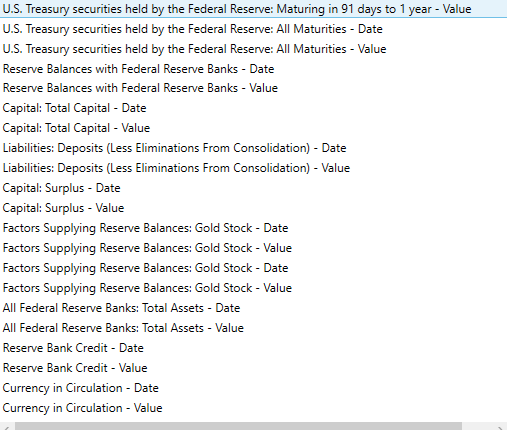 U.S. Treasury securities held by the Federal Reserve: Maturing in 91 days to 1 year - Value
U.S. Treasury securities held by the Federal Reserve: All Maturities - Date
U.S. Treasury securities held by the Federal Reserve: All Maturities - Value
Reserve Balances with Federal Reserve Banks - Date
Reserve Balances with Federal Reserve Banks - Value
Capital: Total Capital - Date
Capital: Total Capital - Value
Liabilities: Deposits (Less Eliminations From Consolidation) - Date
Liabilities: Deposits (Less Eliminations From Consolidation) - Value
Capital: Surplus - Date
Capital: Surplus - Value
Factors Supplying Reserve Balances: Gold Stock - Date
Factors Supplying Reserve Balances: Gold Stock - Value
Factors Supplying Reserve Balances: Gold Stock - Date
Factors Supplying Reserve Balances: Gold Stock - Value
All Federal Reserve Banks: Total Assets - Date
All Federal Reserve Banks: Total Assets - Value
Reserve Bank Credit - Date
Reserve Bank Credit - Value
Currency in Circulation - Date
Currency in Circulation - Value